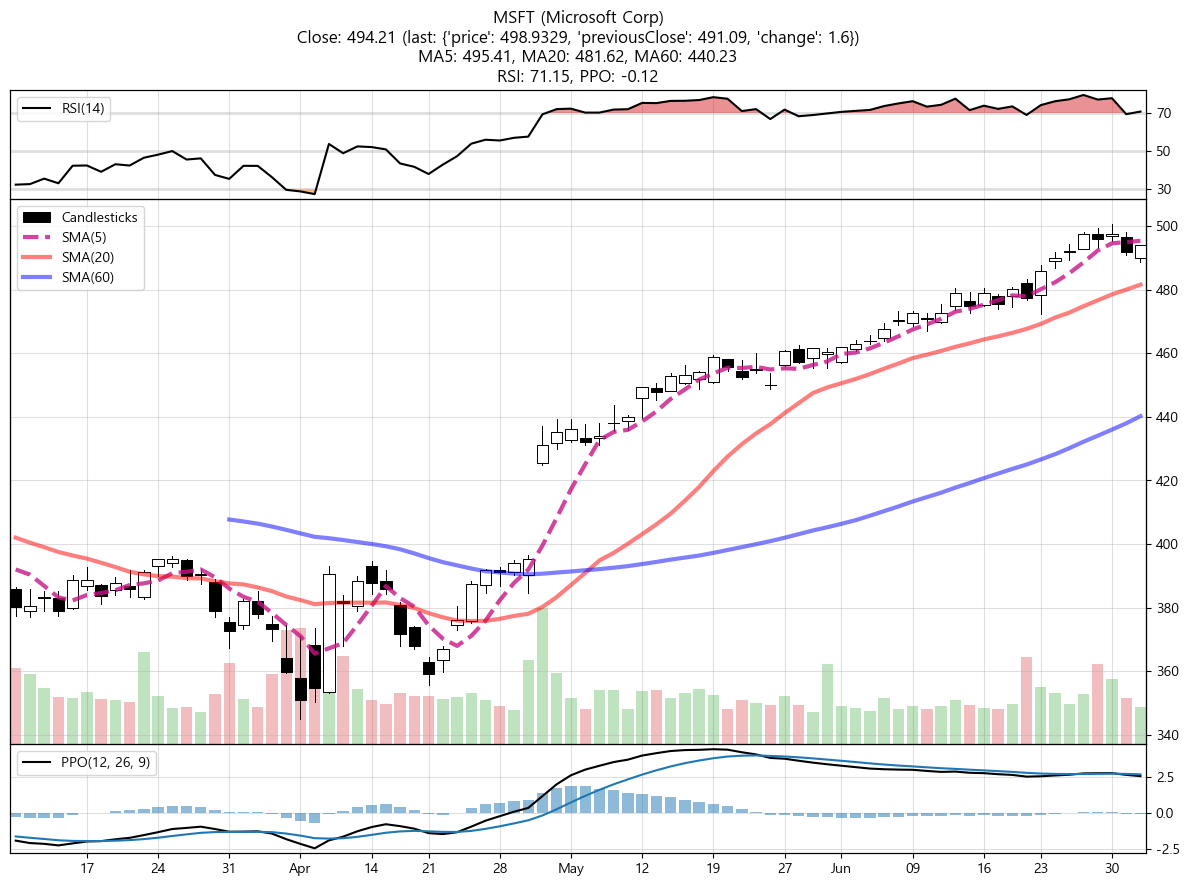 MSFT (Microsoft Corp)
Close: 494.21 (last: {'price': 498.9329, 'previousClose': 491.09, 'change': 1.6})
MA5: 495.41, MA20: 481.62, MA60: 440.23
RSI: 71.15, PPO: -0.12
RSI(14)
70
50
30
Candlesticks
SMA(5)
SMA(20)
SMA(60)
500
480
460
440
420
400
380
360
340
PPO(12, 26, 9)
2.5
0.0
-2.5
17 24 31 Apr 14 21 28 May 12 19 27 Jun 09 16 23 30